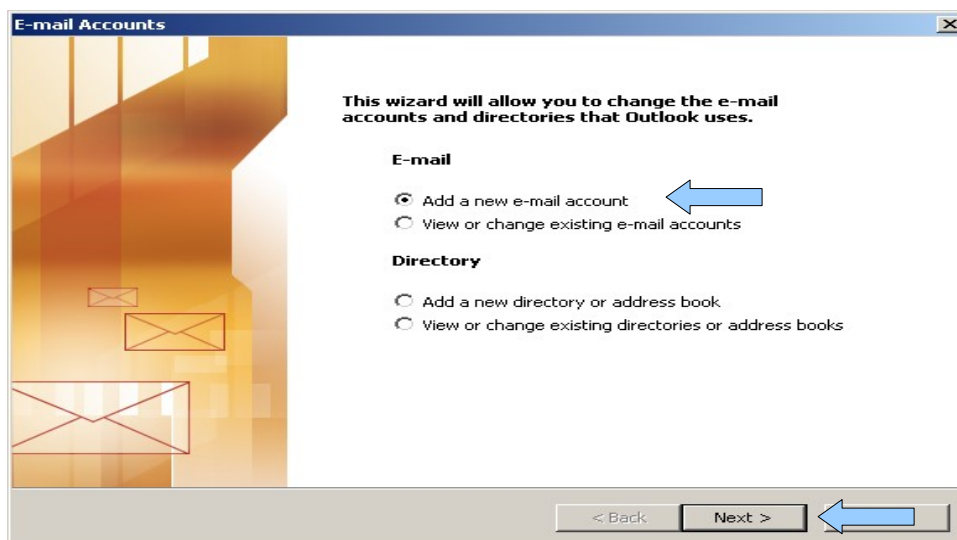 E-mail Accounts
This wizard will allow you to change the e-mail
accounts and directories that Outlook uses.
E-mail
Add a new e-mail account
View or change existing e-mail accounts
Directory
Add a new directory or address book
View or change existing directories or address books
< Back
Next >